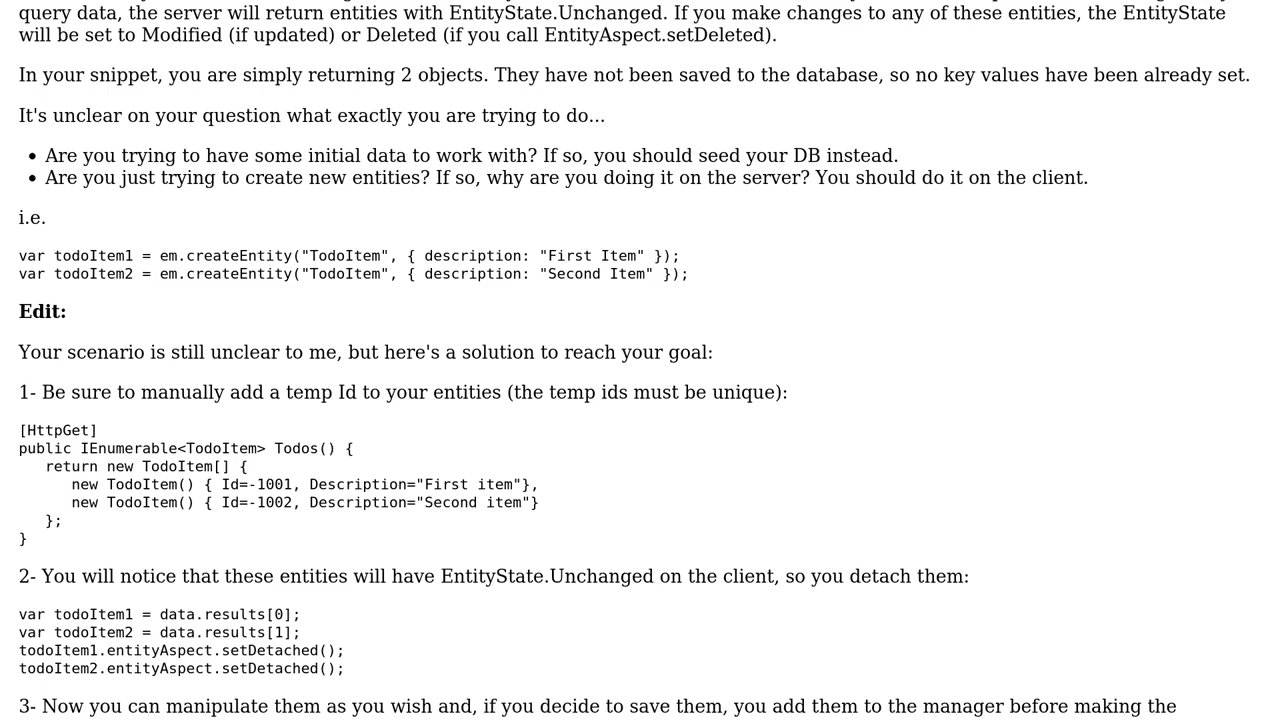 query data, the server will return entities with EntityState.Unchanged. If you make changes to any of these entities, the EntityState
will be set to Modified (if updated) or Deleted (if you call EntityAspect.setDeleted).
In your snippet, you are simply returning 2 objects. They have not been saved to the database, so no key values have been already set.
It's unclear on your question what exactly you are trying to do...
• Are you trying to have some initial data to work with? If so, you should seed your DB instead.
• Are you just trying to create new entities? If so, why are you doing it on the server? You should do it on the client.
i.e.
var todoItem1 = em.createEntity("TodoItem", { description: "First Item" });
var todoItem2 = em.createEntity("TodoItem", { description: "Second Item" });
Edit:
Your scenario is still unclear to me, but here's a solution to reach your goal:
1- Be sure to manually add a temp Id to your entities (the temp ids must be unique):
[HttpGet]
public IEnumerable<TodoItem> Todos() {
   return new TodoItem[] {
      new TodoItem() { Id=-1001, Description="First item"},
      new TodoItem() { Id=-1002, Description="Second item"}
   };
}
2- You will notice that these entities will have EntityState.Unchanged on the client, so you detach them:
var todoItem1 = data.results[0];
var todoItem2 = data.results[1];
todoItem1.entityAspect.setDetached();
todoItem2.entityAspect.setDetached();
3- Now you can manipulate them as you wish and, if you decide to save them, you add them to the manager before making the